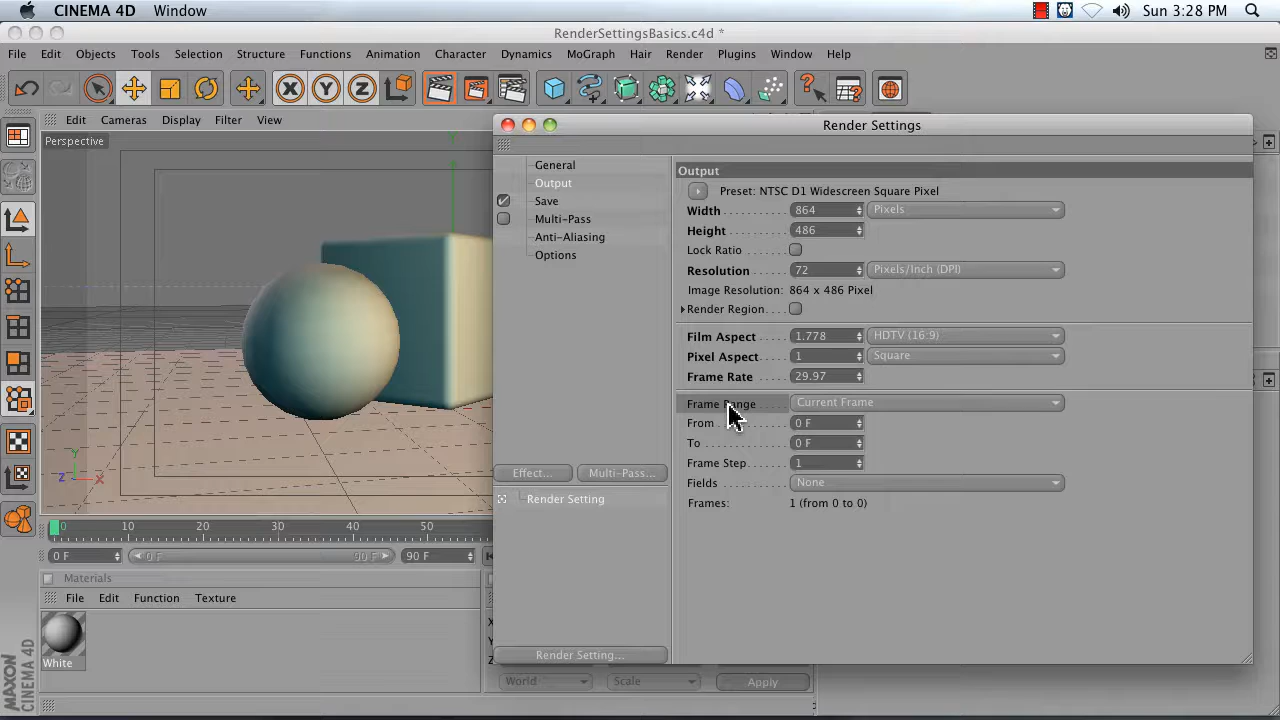 CINEMA 4D Window Sun 3:28 PM
RenderSettingsBasics.c4d *
File Edit Objects Tools Selection Structure Functions Animation Character Dynamics MoGraph Hair Render Plugins Window Help
X Y Z
Edit Cameras Display Filter View
Perspective
Y
Y
Z X
0 10 20 30 40 50
0 F 0 F 90 F 90 F
Materials
File Edit Function Texture
White
MAXON
CINEMA 4D
X
Y
Z
World Scale Apply
Render Settings
General
Output
Save
Multi-Pass
Anti-Aliasing
Options
Effect... Multi-Pass...
Render Setting
Render Setting...
Output
Preset: NTSC D1 Widescreen Square Pixel
Width 864 Pixels
Height 486
Lock Ratio
Resolution 72 Pixels/Inch (DPI)
Image Resolution: 864 x 486 Pixel
Render Region
Film Aspect 1.778 HDTV (16:9)
Pixel Aspect 1 Square
Frame Rate 29.97
Frame Range Current Frame
From 0 F
To 0 F
Frame Step 1
Fields None
Frames: 1 (from 0 to 0)